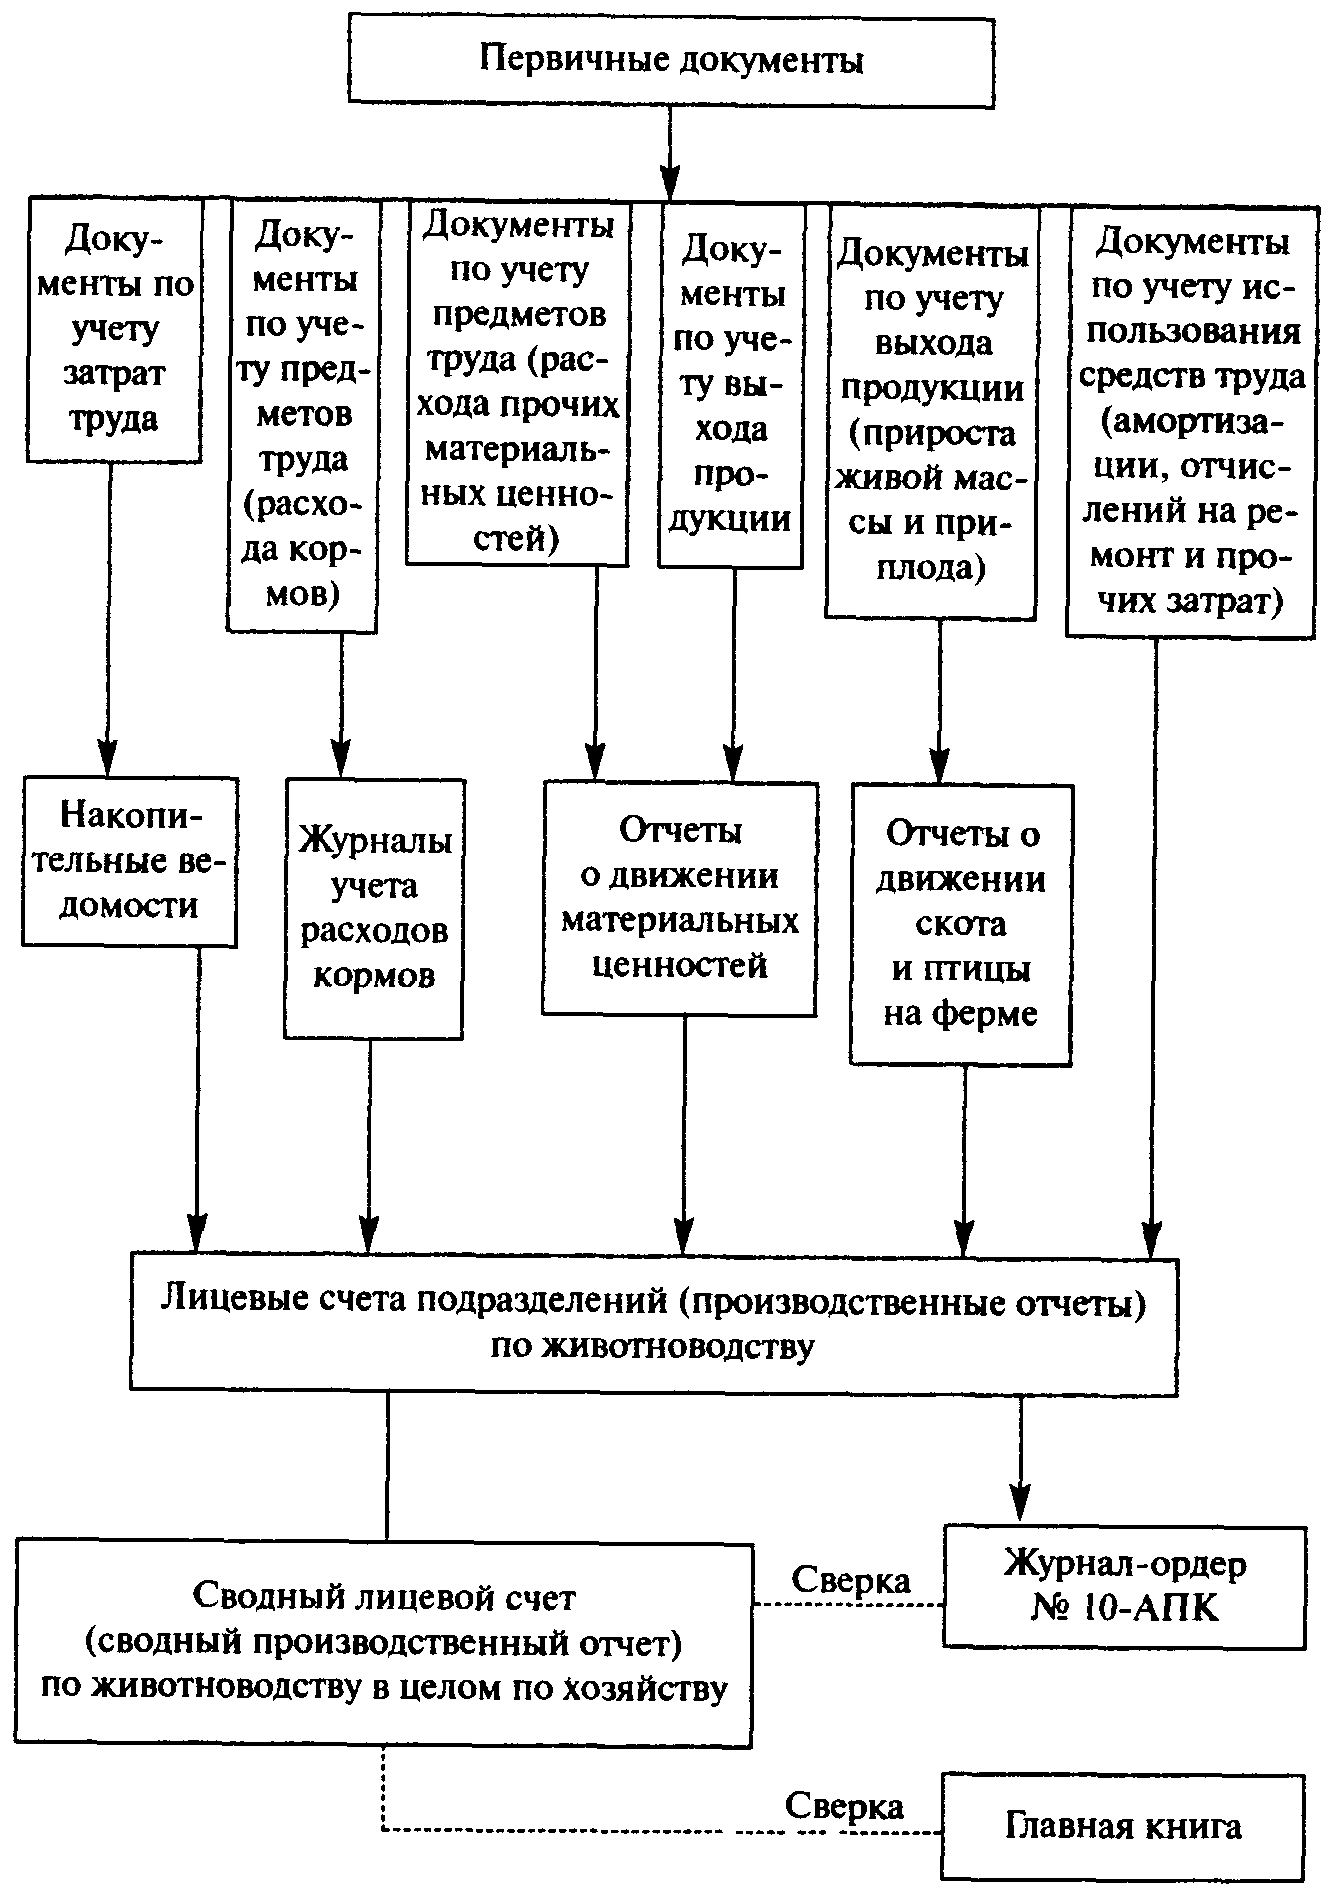 Первичные документы
Доку-
менты по
учету
затрат
труда
Доку-
менты
по уче-
ту пред-
метов
труда
(расхо-
да кор-
мов)
Документы
по учету
предметов
труда (рас-
хода прочих
материаль-
ных ценно-
стей)
Доку-
менты
по уче-
ту вы-
хода
про-
дукции
Документы
по учету
выхода
продукции
(прироста
живой мас-
сы и при-
плода)
Документы
по учету ис-
пользования
средств труда
(амортиза-
ции, отчис-
лений на ре-
монт и про-
чих затрат)
Накопи-
тельные ве-
домости
Журналы
учета
расходов
кормов
Отчеты
о движении
материальных
ценностей
Отчеты о
движении
скота
и птицы
на ферме
Лицевые счета подразделений (производственные отчеты)
по животноводству
Сводный лицевой счет
(сводный производственный отчет)
по животноводству в целом по хозяйству
Сверка
Журнал-ордер
№ 10-АПК
Сверка
Главная книга